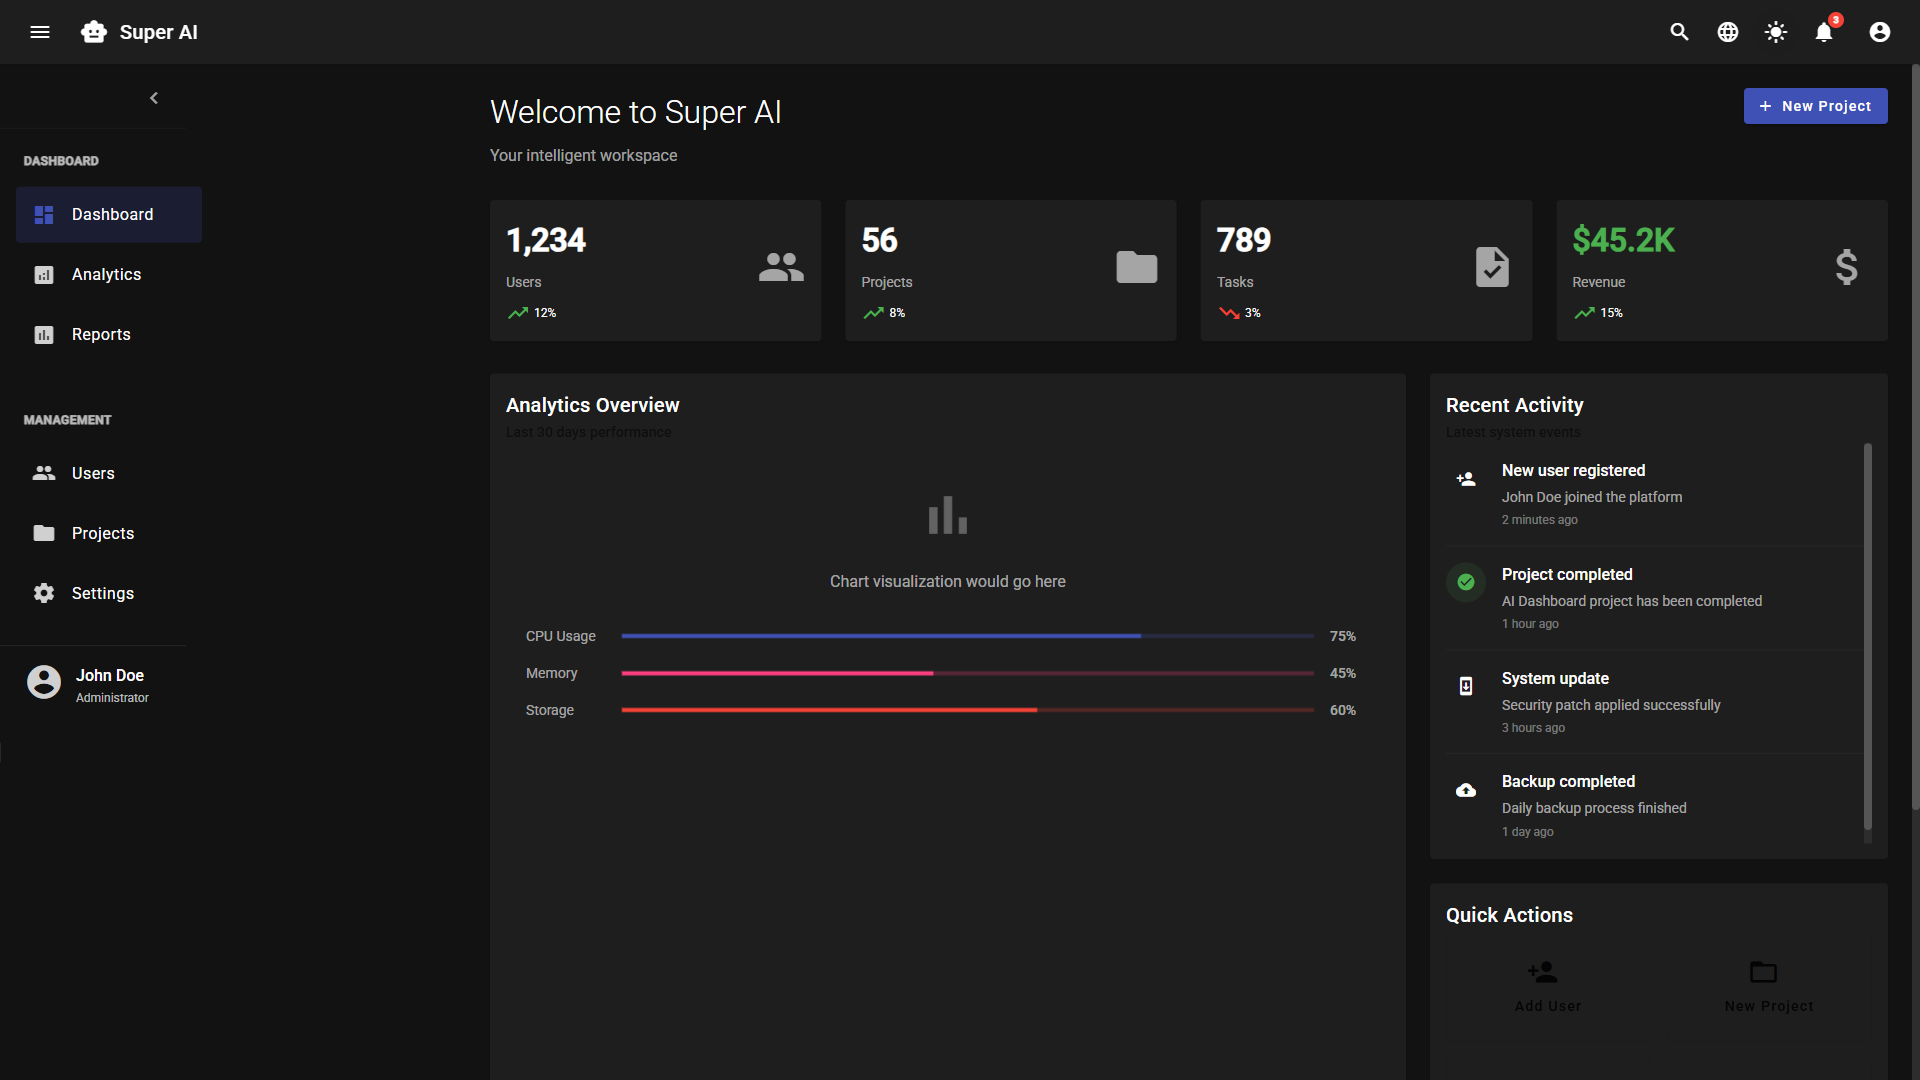 Super AI
3
DASHBOARD
Dashboard
Analytics
Reports
MANAGEMENT
Users
Projects
Settings
John Doe
Administrator
Welcome to Super AI
Your intelligent workspace
New Project
1,234
Users
12%
56
Projects
8%
789
Tasks
3%
$45.2K
Revenue
15%
Analytics Overview
Last 30 days performance
Chart visualization would go here
CPU Usage
75%
Memory
45%
Storage
60%
Recent Activity
Latest system events
New user registered
John Doe joined the platform
2 minutes ago
Project completed
AI Dashboard project has been completed
1 hour ago
System update
Security patch applied successfully
3 hours ago
Backup completed
Daily backup process finished
1 day ago
Quick Actions
Add User
New Project